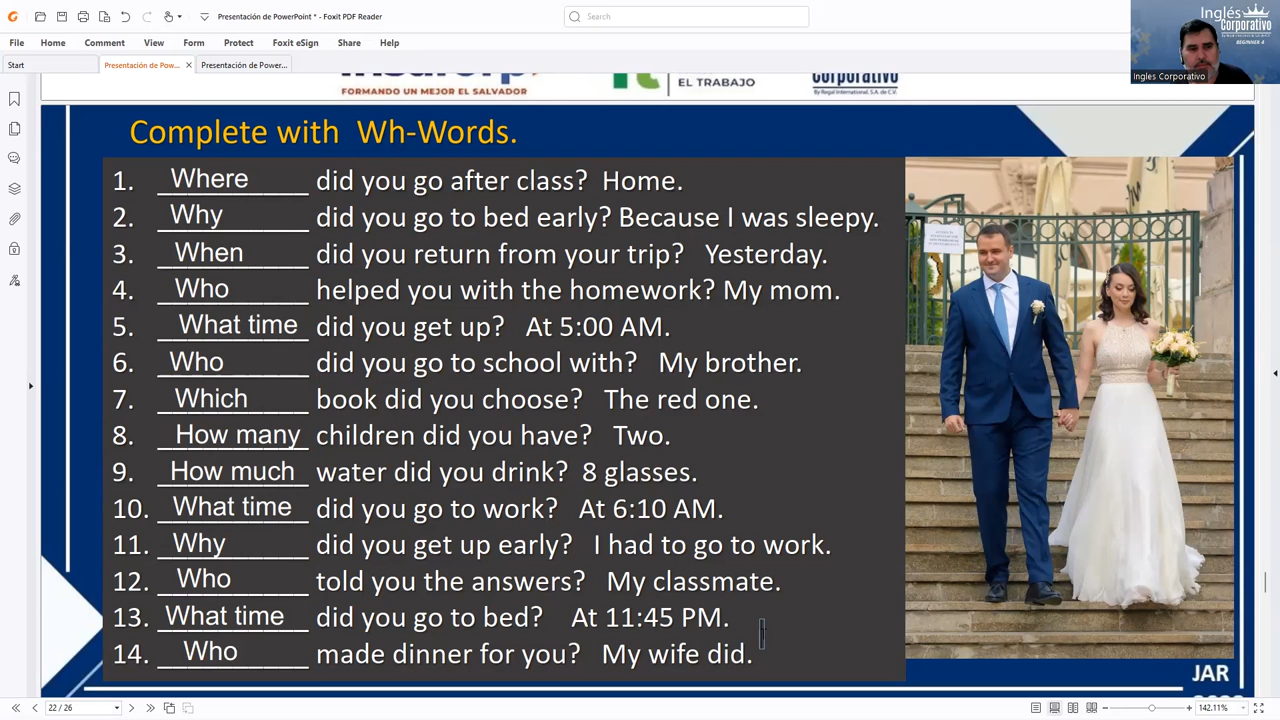 Presentación de PowerPoint * - Foxit PDF Reader
Search
File Home Comment View Form Protect Foxit eSign Share Help
Start Presentación de Pow... Presentación de Power...
Inglés
Corporativo
BEGINNER 4
Ingles Corporativo
FORMANDO UN MEJOR EL SALVADOR
EL TRABAJO
Corporativo
By Regal International, S.A. de C.V.
Complete with Wh-Words.
1. Where did you go after class? Home.
2. Why did you go to bed early? Because I was sleepy.
3. When did you return from your trip? Yesterday.
4. Who helped you with the homework? My mom.
5. What time did you get up? At 5:00 AM.
6. Who did you go to school with? My brother.
7. Which book did you choose? The red one.
8. How many children did you have? Two.
9. How much water did you drink? 8 glasses.
10. What time did you go to work? At 6:10 AM.
11. Why did you get up early? I had to go to work.
12. Who told you the answers? My classmate.
13. What time did you go to bed? At 11:45 PM.
14. Who made dinner for you? My wife did.
JAR
22 / 26
142.11%